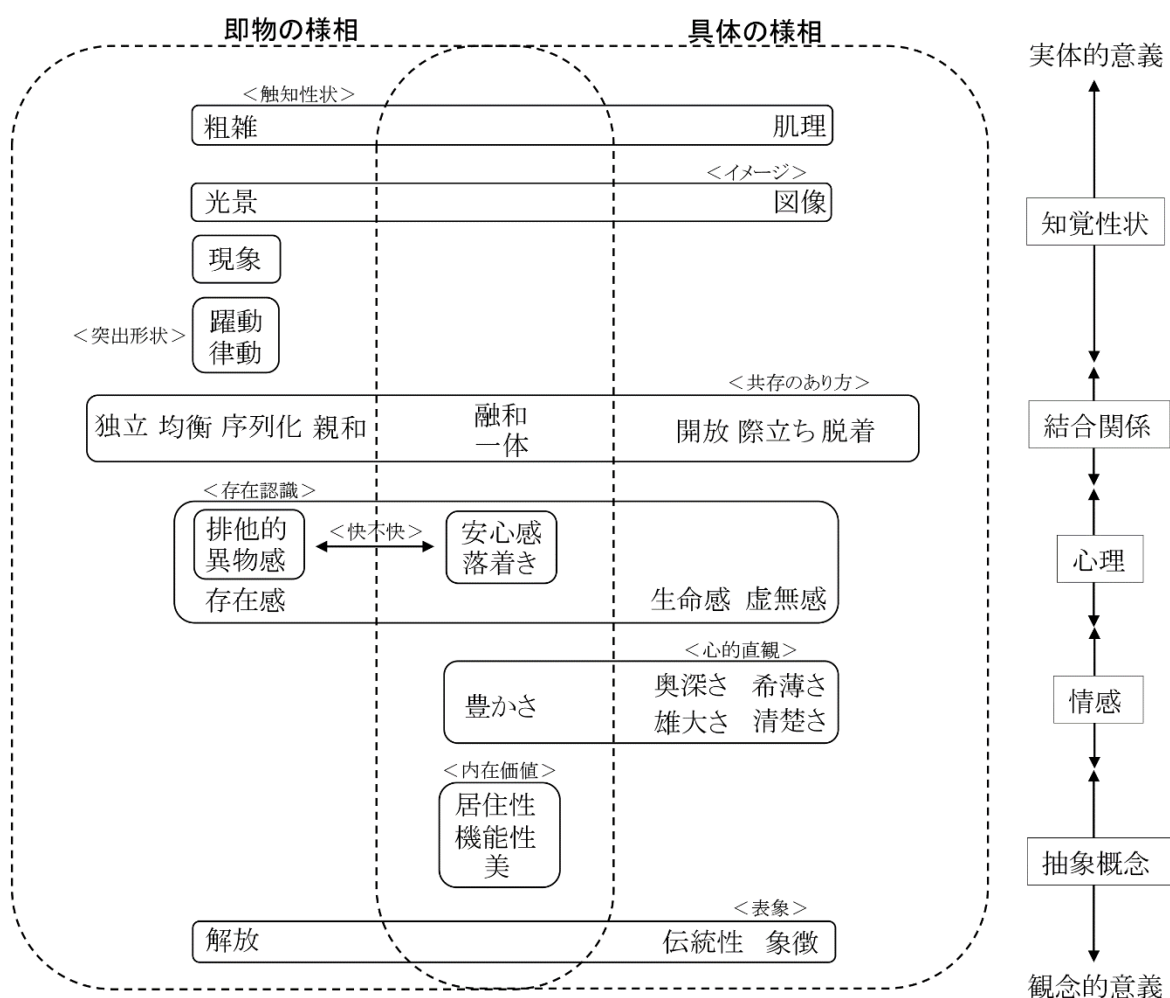 即物の様相
具体の様相
実体的意義
＜触知性状＞
粗雑
肌理
＜イメージ＞
光景
図像
知覚性状
現象
＜突出形状＞
躍動
律動
＜共存のあり方＞
独立 均衡 序列化 親和
融和
一体
開放 際立ち 脱着
結合関係
＜存在認識＞
排他的
異物感
＜快不快＞
安心感
落着き
存在感
生命感 虚無感
心理
＜心的直観＞
豊かさ
奥深さ 希薄さ
雄大さ 清楚さ
情感
＜内在価値＞
居住性
機能性
美
抽象概念
＜表象＞
解放
伝統性 象徴
観念的意義